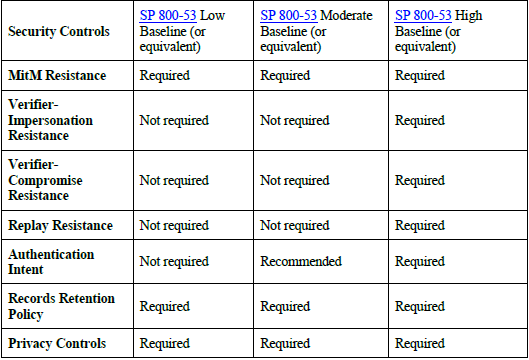 Security Controls
SP 800-53 Low
Baseline (or
equivalent)
SP 800-53 Moderate
Baseline (or
equivalent)
SP 800-53 High
Baseline (or
equivalent)
MitM Resistance
Required
Required
Required
Verifier-
Impersonation
Resistance
Not required
Not required
Required
Verifier-
Compromise
Resistance
Not required
Not required
Required
Replay Resistance
Not required
Not required
Required
Authentication
Intent
Not required
Recommended
Required
Records Retention
Policy
Required
Required
Required
Privacy Controls
Required
Required
Required